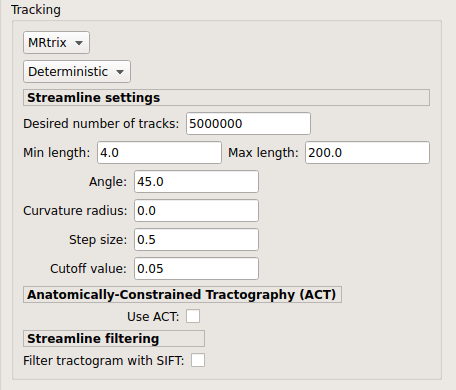 Tracking
MRtrix
Deterministic
Streamline settings
Desired number of tracks: 5000000
Min length: 4.0 Max length: 200.0
Angle: 45.0
Curvature radius: 0.0
Step size: 0.5
Cutoff value: 0.05
Anatomically-Constrained Tractography (ACT)
Use ACT:
Streamline filtering
Filter tractogram with SIFT: